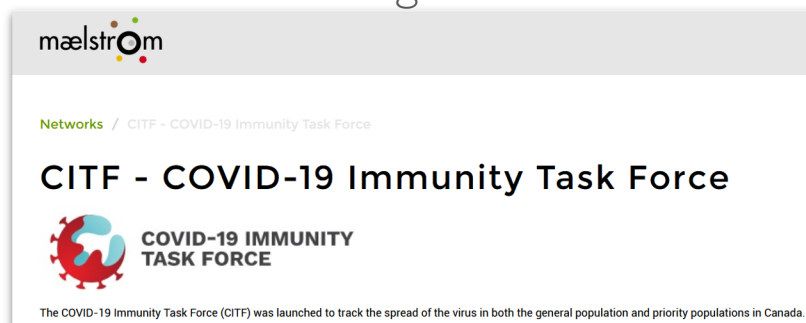 mælstrom
Networks / CITF - COVID-19 Immunity Task Force
CITF - COVID-19 Immunity Task Force
COVID-19 IMMUNITY
TASK FORCE
The COVID-19 Immunity Task Force (CITF) was launched to track the spread of the virus in both the general population and priority populations in Canada.